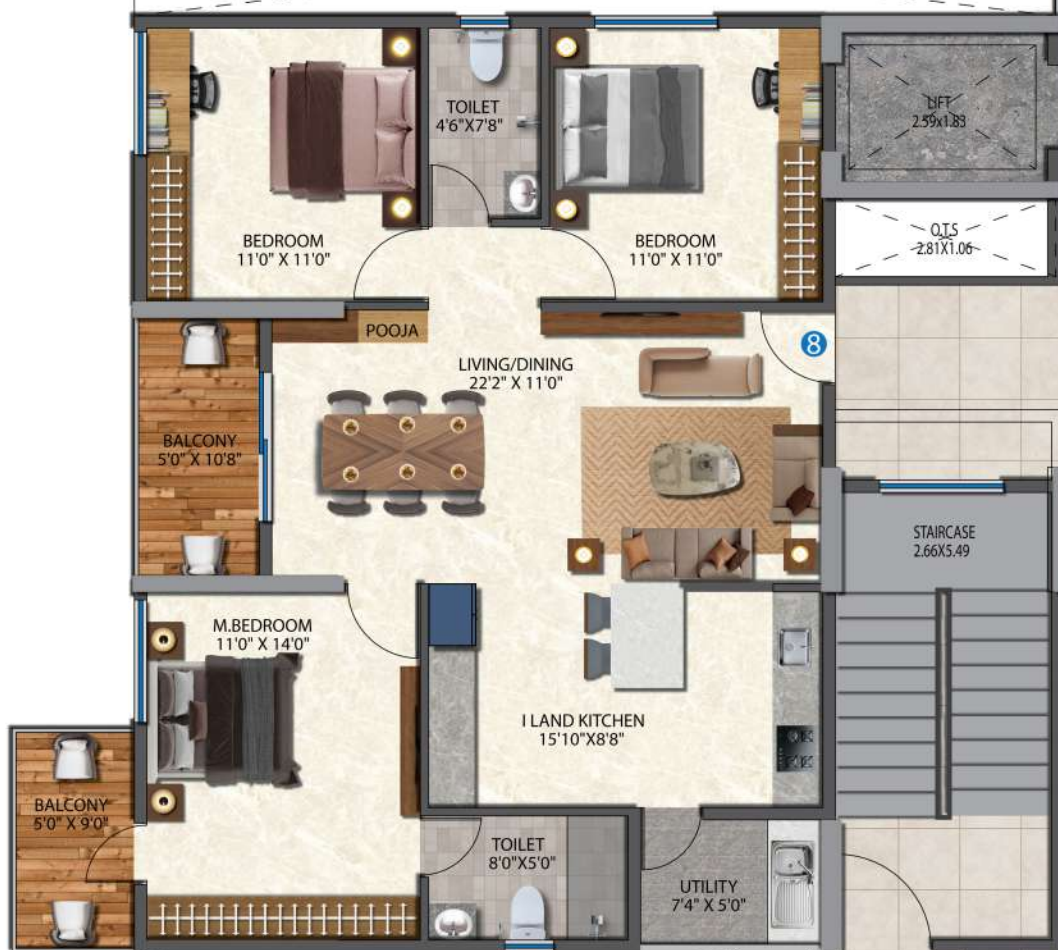 TOILET
4'6"X7'8"
LIFT
2.59x1.83
BEDROOM
11'0" X 11'0"
BEDROOM
11'0" X 11'0"
O.T.S
2.81X1.06
POOJA
8
LIVING/DINING
22'2" X 11'0"
BALCONY
5'0" X 10'8"
STAIRCASE
2.66X5.49
M.BEDROOM
11'0" X 14'0"
I LAND KITCHEN
15'10"X8'8"
BALCONY
5'0" X 9'0"
TOILET
8'0"X5'0"
UTILITY
7'4" X 5'0"